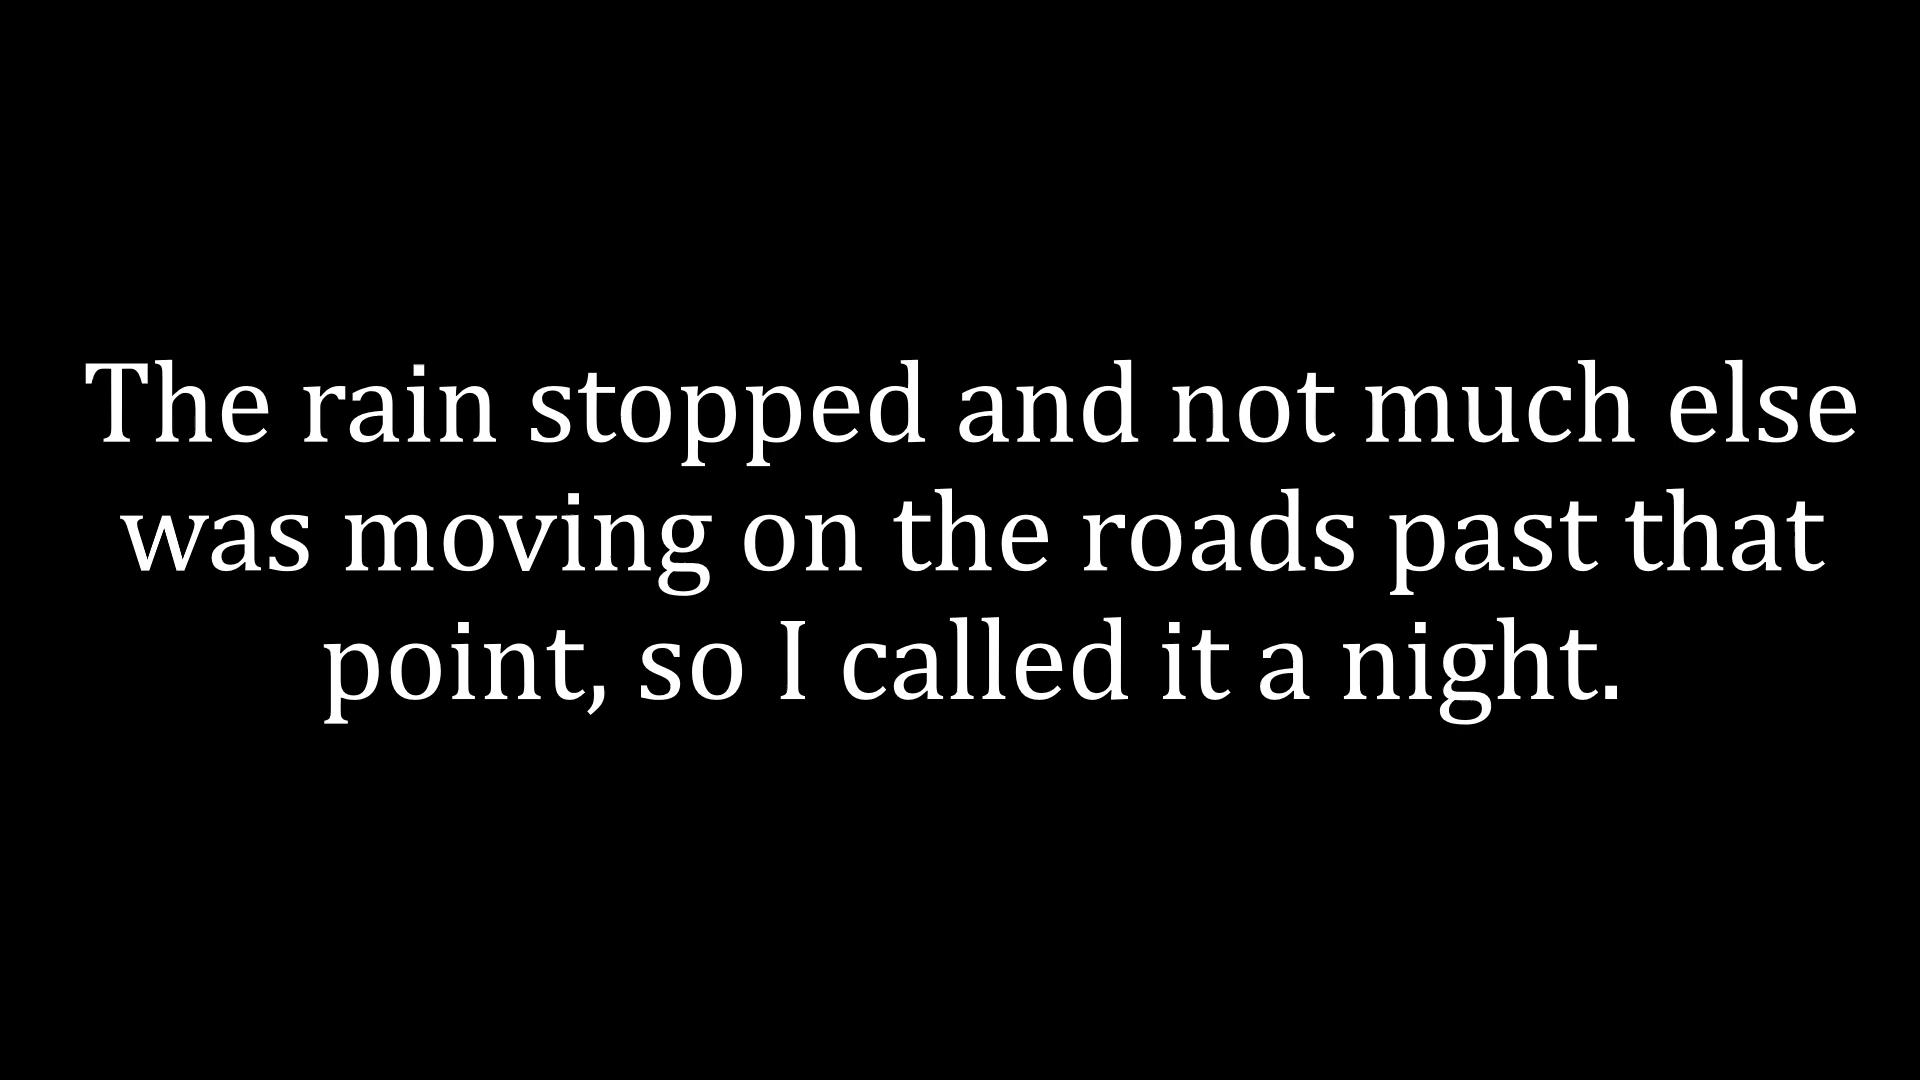 The rain stopped and not much else
was moving on the roads past that
point, so I called it a night.